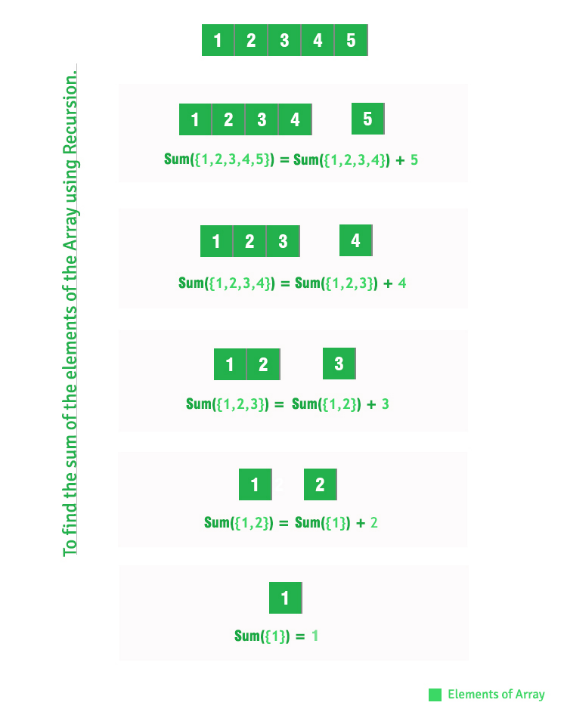 To find the sum of the elements of the Array using Recursion.
1 2 3 4 5
1 2 3 4 5
Sum({1,2,3,4,5}) = Sum({1,2,3,4}) + 5
1 2 3 4
Sum({1,2,3,4}) = Sum({1,2,3}) + 4
1 2 3
Sum({1,2,3}) = Sum({1,2}) + 3
1 2
Sum({1,2}) = Sum({1}) + 2
1
Sum({1}) = 1
Elements of Array